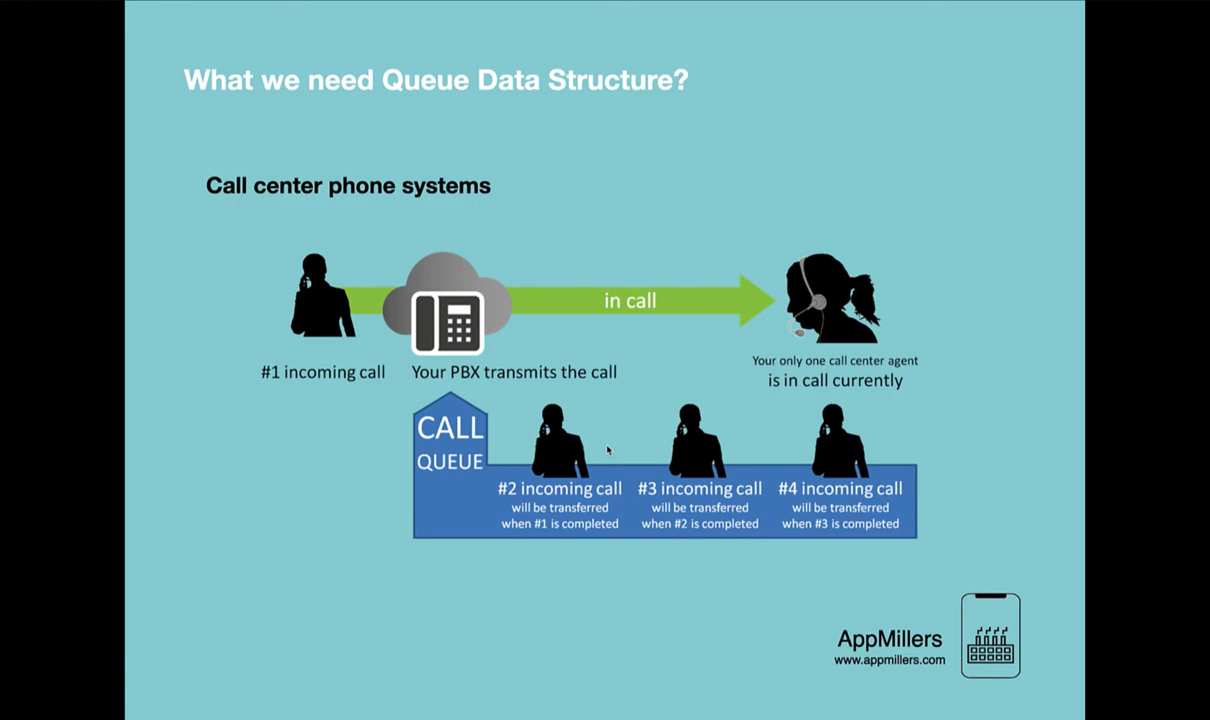 What we need Queue Data Structure?
Call center phone systems
in call
#1 incoming call
Your PBX transmits the call
Your only one call center agent
is in call currently
CALL
QUEUE
#2 incoming call
will be transferred
when #1 is completed
#3 incoming call
will be transferred
when #2 is completed
#4 incoming call
will be transferred
when #3 is completed
AppMillers
www.appmillers.com